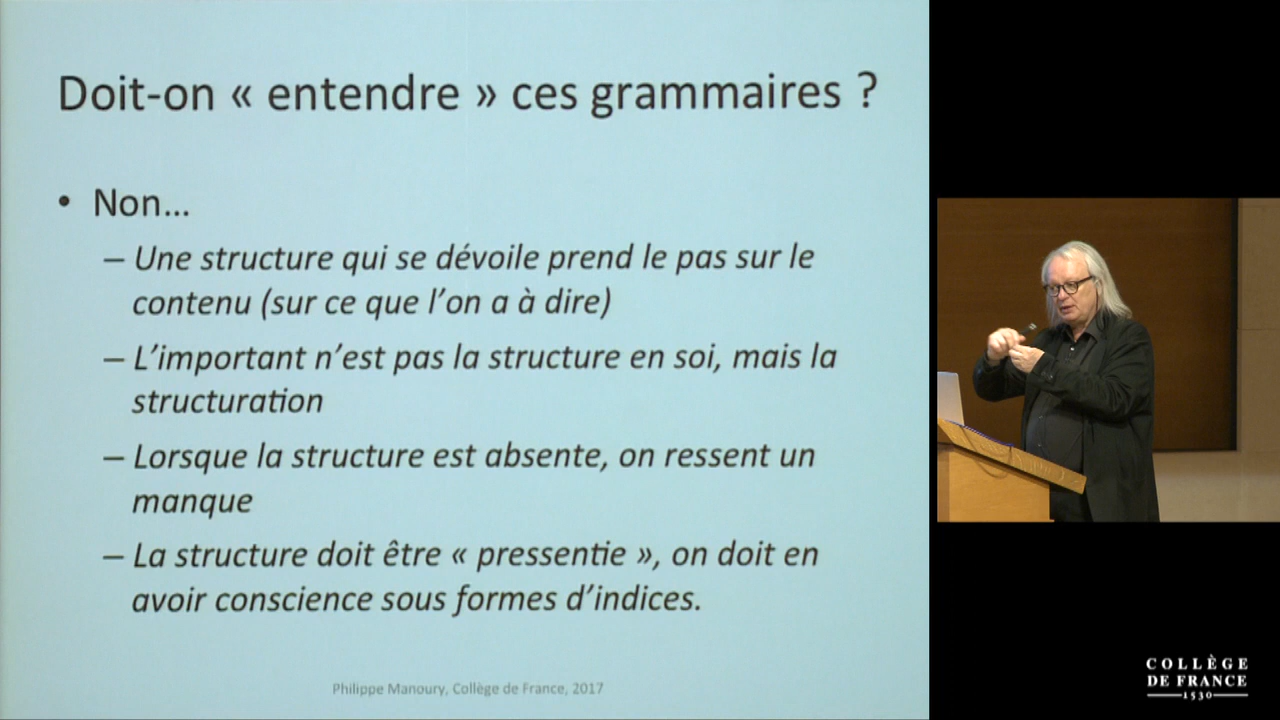 Doit-on « entendre » ces grammaires ?
• Non...
– Une structure qui se dévoile prend le pas sur le
contenu (sur ce que l’on a à dire)
– L’important n’est pas la structure en soi, mais la
structuration
– Lorsque la structure est absente, on ressent un
manque
– La structure doit être « pressentie », on doit en
avoir conscience sous formes d’indices.
Philippe Manoury, Collège de France, 2017
COLLÈGE
DE FRANCE
1530